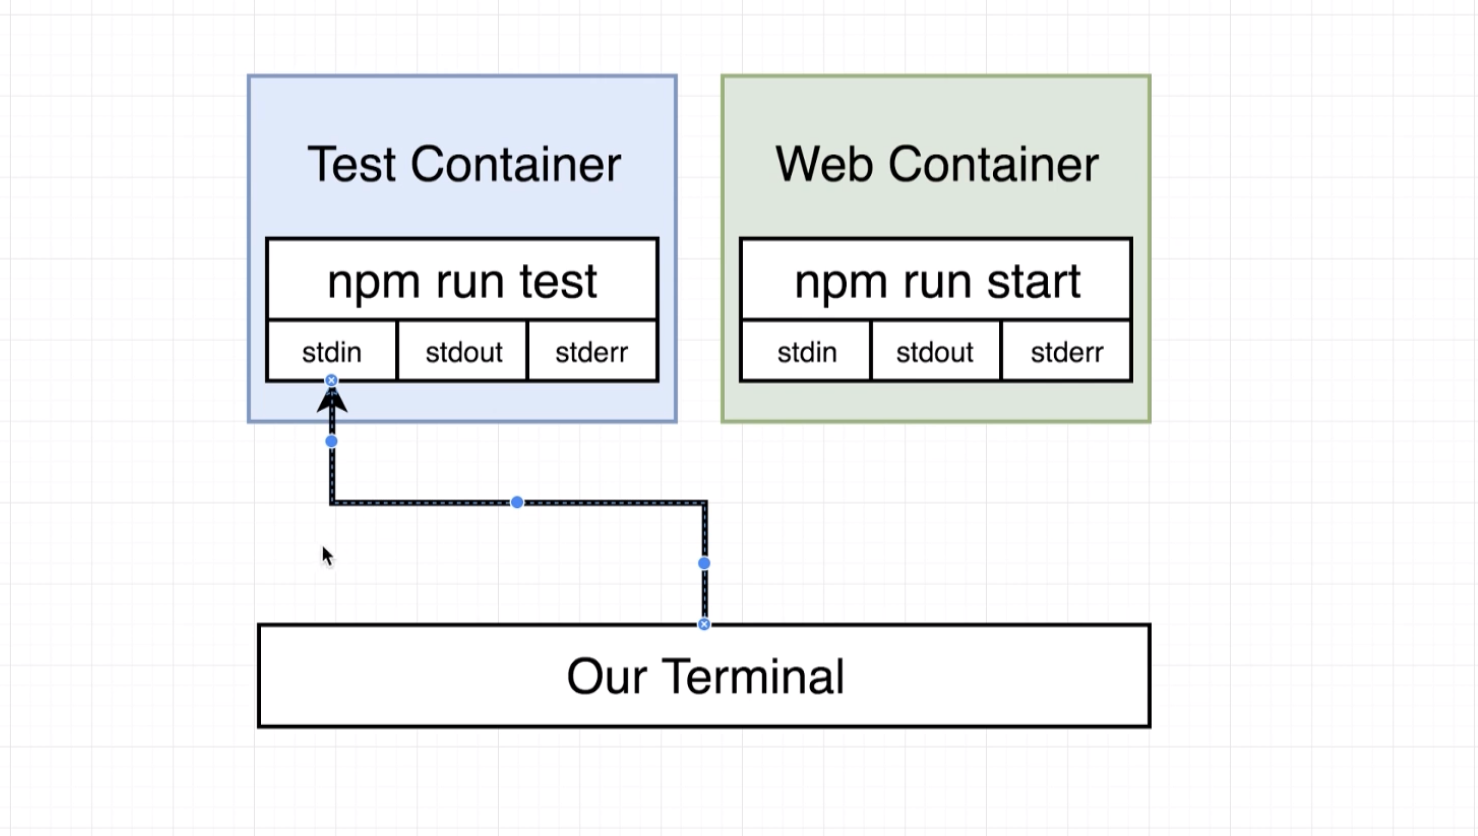 Test Container
npm run test
stdin
stdout
stderr
Web Container
npm run start
stdin
stdout
stderr
Our Terminal